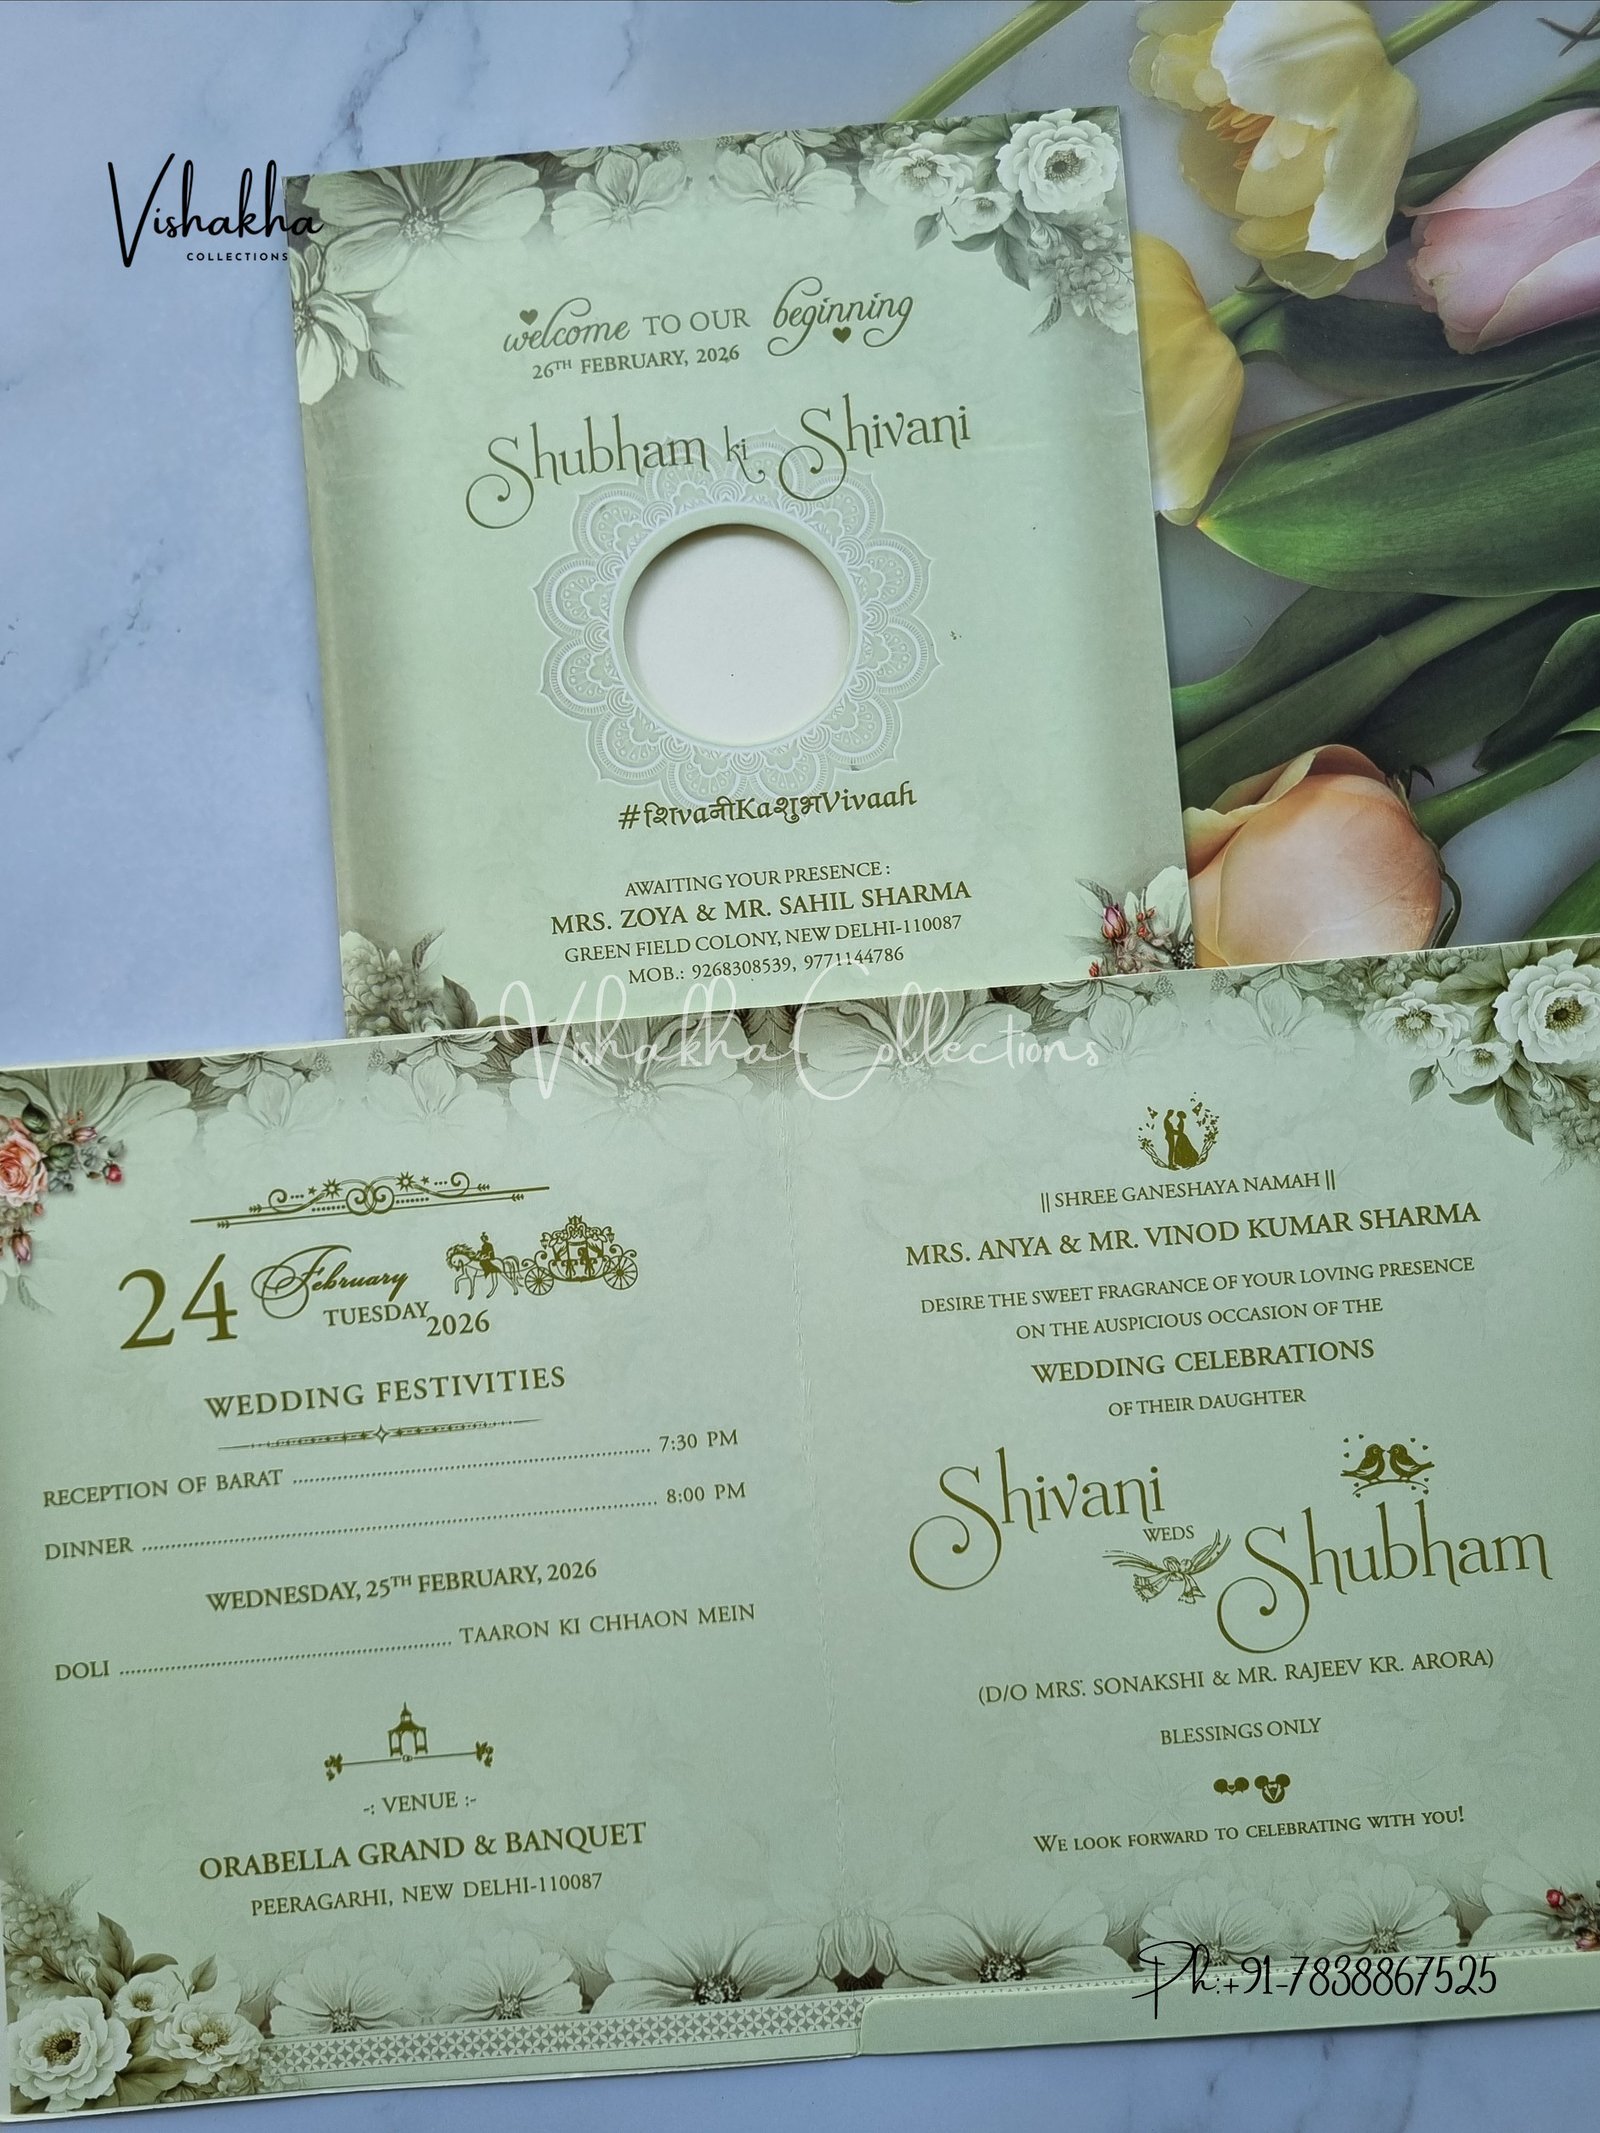 Vishakha
COLLECTIONS
welcome TO OUR beginning
26TH FEBRUARY, 2026
Shubham ki Shivani
#शिvaनीKaशुभVivaah
AWAITING YOUR PRESENCE :
MRS. ZOYA & MR. SAHIL SHARMA
GREEN FIELD COLONY, NEW DELHI-110087
MOB.: 9268308539, 9771144786
Vishakha Collections
24 February
TUESDAY 2026
WEDDING FESTIVITIES
RECEPTION OF BARAT ........ 7:30 PM
DINNER ........ 8:00 PM
WEDNESDAY, 25TH FEBRUARY, 2026
DOLI ........ TAARON KI CHHAON MEIN
-: VENUE :-
ORABELLA GRAND & BANQUET
PEERAGARHI, NEW DELHI-110087
|| SHREE GANESHAYA NAMAH ||
MRS. ANYA & MR. VINOD KUMAR SHARMA
DESIRE THE SWEET FRAGRANCE OF YOUR LOVING PRESENCE
ON THE AUSPICIOUS OCCASION OF THE
WEDDING CELEBRATIONS
OF THEIR DAUGHTER
Shivani
WEDS
Shubham
(D/O MRS. SONAKSHI & MR. RAJEEV KR. ARORA)
BLESSINGS ONLY
WE LOOK FORWARD TO CELEBRATING WITH YOU!
Ph:+91-7838867525